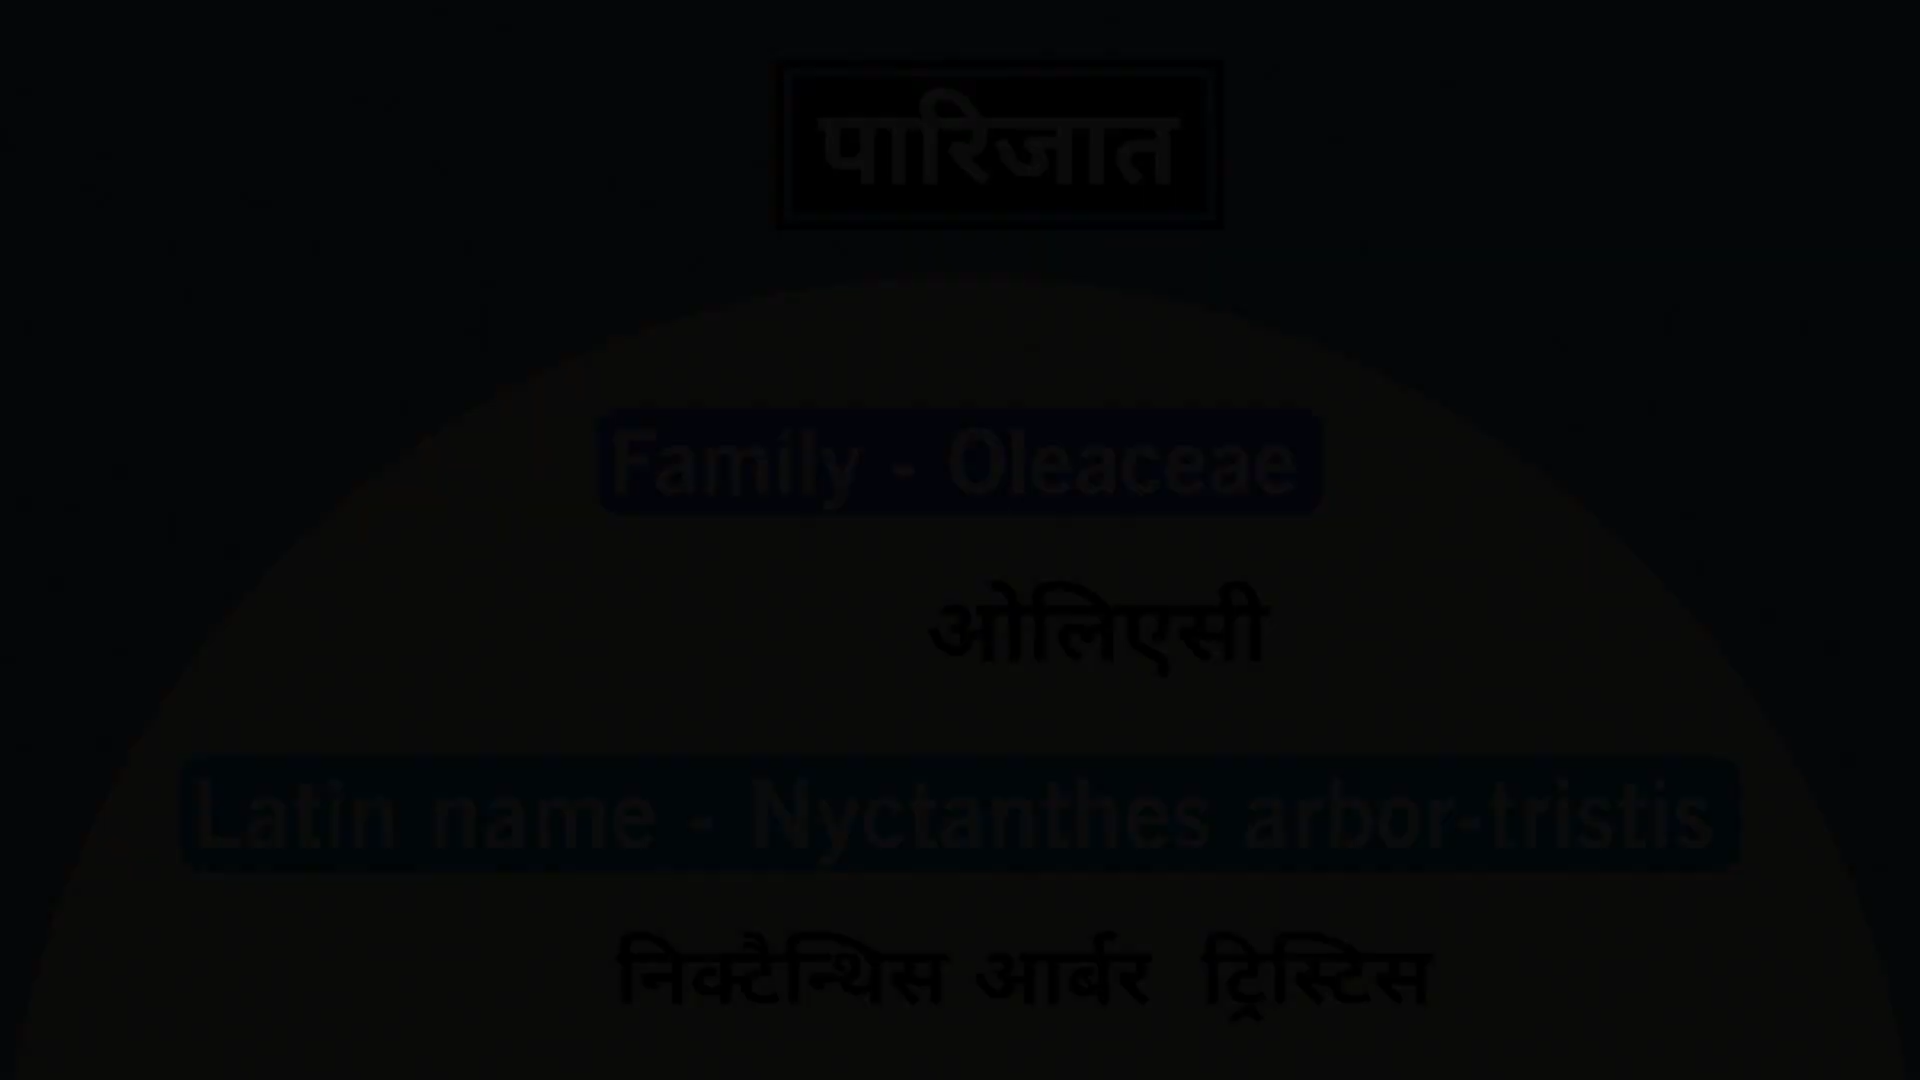 पारिजात
Family - Oleaceae
ओलिएसी
Latin name - Nyctanthes arbor-tristis
निक्टैन्थिस आर्बर ट्रिस्टिस